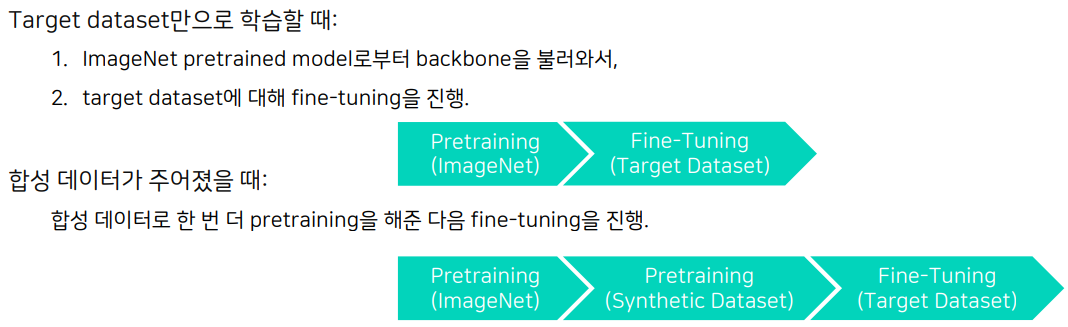 Target dataset만으로 학습할 때:
1. ImageNet pretrained model로부터 backbone을 불러와서,
2. target dataset에 대해 fine-tuning을 진행.
Pretraining
(ImageNet)
Fine-Tuning
(Target Dataset)
합성 데이터가 주어졌을 때:
합성 데이터로 한 번 더 pretraining을 해준 다음 fine-tuning을 진행.
Pretraining
(ImageNet)
Pretraining
(Synthetic Dataset)
Fine-Tuning
(Target Dataset)